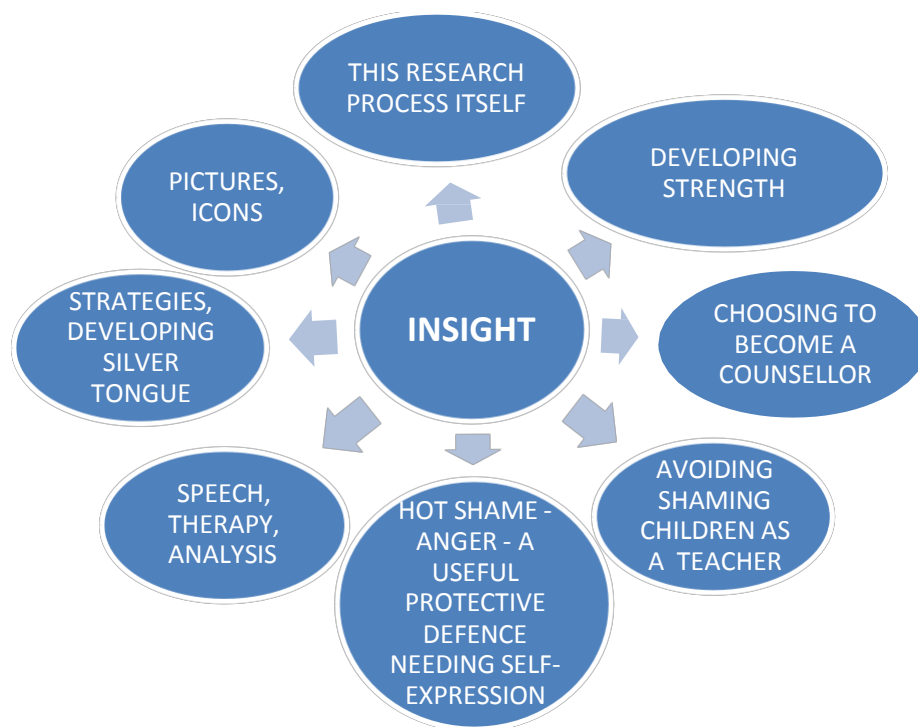 THIS RESEARCH
PROCESS ITSELF
DEVELOPING
STRENGTH
CHOOSING TO
BECOME A
COUNSELLOR
AVOIDING
SHAMING
CHILDREN AS
A TEACHER
HOT SHAME -
ANGER - A
USEFUL
PROTECTIVE
DEFENCE
NEEDING SELF-
EXPRESSION
SPEECH,
THERAPY,
ANALYSIS
STRATEGIES,
DEVELOPING
SILVER
TONGUE
PICTURES,
ICONS
INSIGHT